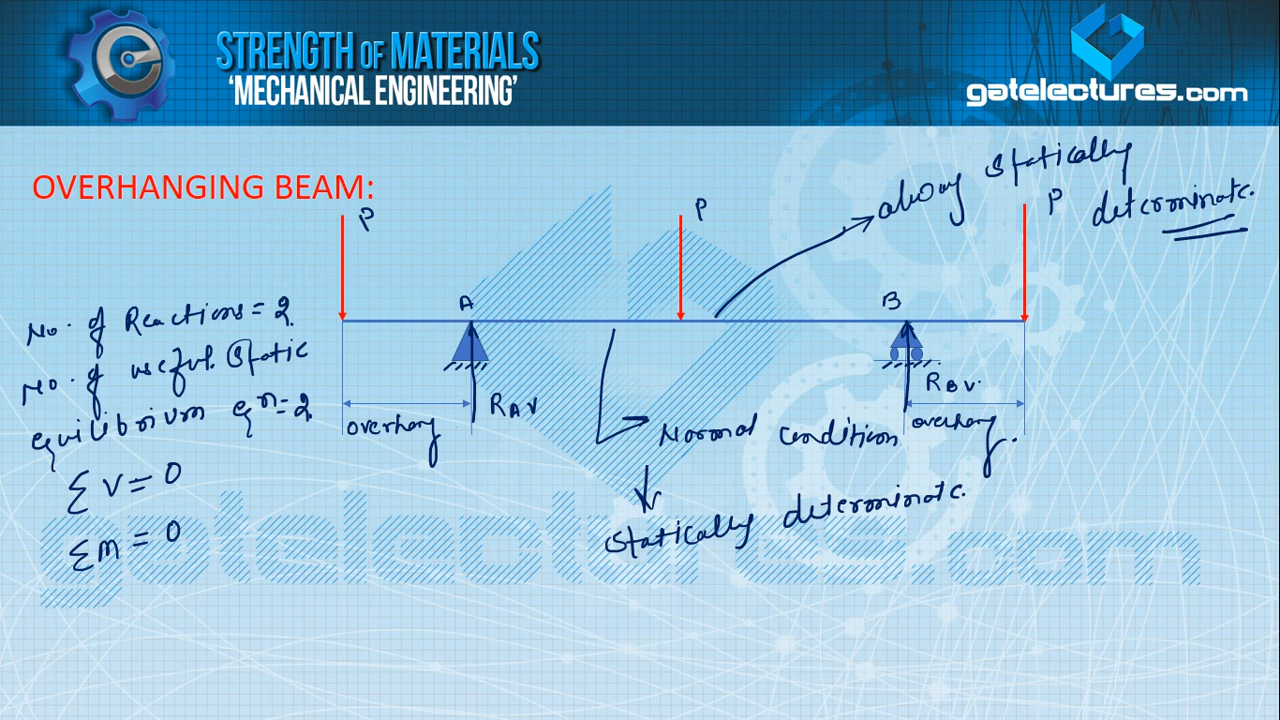 STRENGTH OF MATERIALS
'MECHANICAL ENGINEERING'
gatelectures.com
OVERHANGING BEAM:
P
P
P
always statically
determinate.
A
B
No. of Reactions = 2
No. of useful static
equilibrium eqn = 2
ΣV = 0
ΣM = 0
RAV
RBV.
overhang
overhang.
Normal condition
Statically determinate.
gatelectures.com